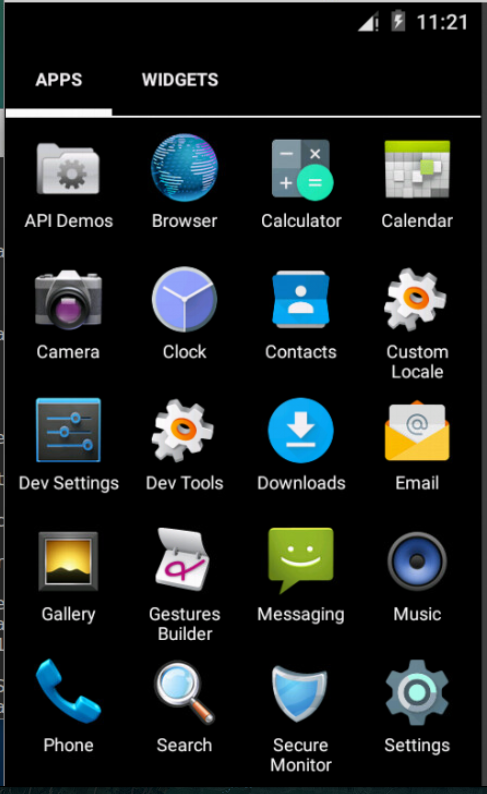 11:21
APPS WIDGETS
API Demos Browser Calculator Calendar
Camera Clock Contacts Custom
Locale
Dev Settings Dev Tools Downloads Email
Gallery Gestures Messaging Music
Builder
Phone Search Secure Settings
Monitor